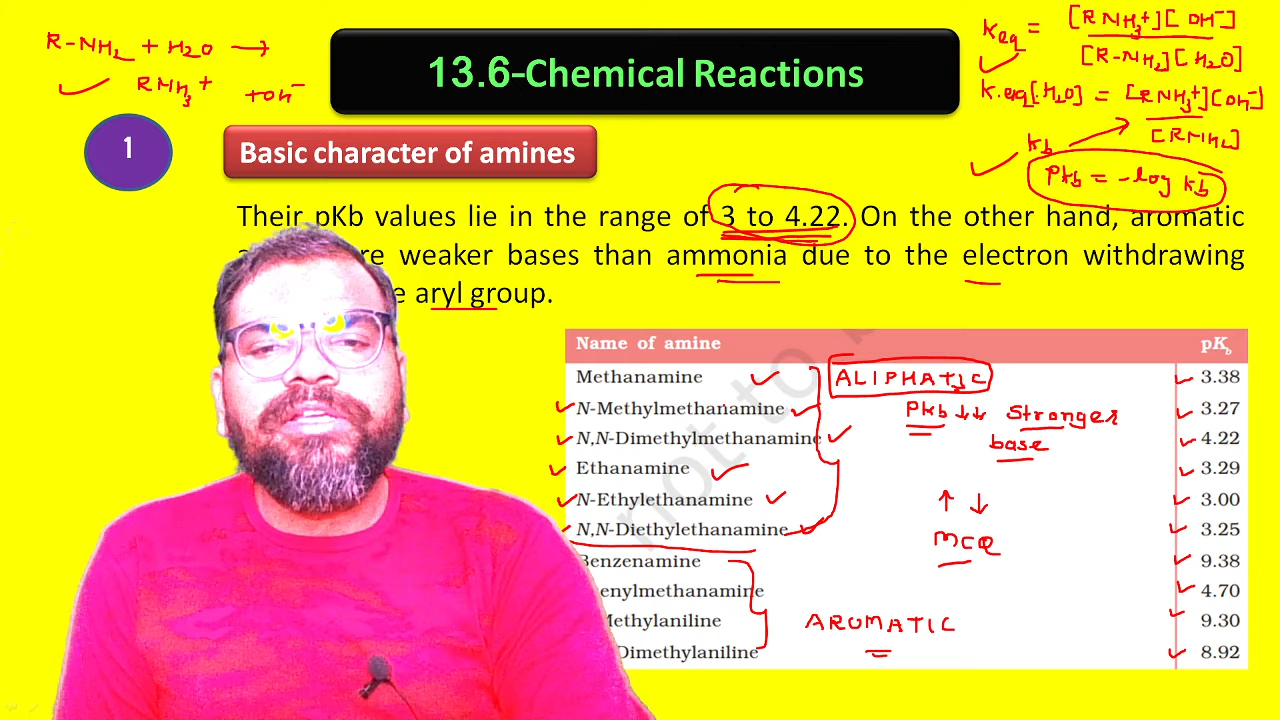 R-NH2 + H2O →
RNH3+ + OH-
13.6-Chemical Reactions
Keq = [RNH3+][OH-]
[R-NH2][H2O]
K.eq[H2O] = [RNH3+][OH-]
[RNH2]
Kb
Pkb = -log kb
1
Basic character of amines
Their pKb values lie in the range of 3 to 4.22. On the other hand, aromatic
weaker bases than ammonia due to the electron withdrawing
aryl group.
Name of amine pKb
Methanamine 3.38
ALIPHATIC
N-Methylmethanamine 3.27
Pkb ↓↓ Stronger
base
N,N-Dimethylmethanamine 4.22
Ethanamine 3.29
N-Ethylethanamine 3.00
↑ ↓
N,N-Diethylethanamine 3.25
MCQ
Benzenamine 9.38
enylmethanamine 4.70
Methylaniline 9.30
AROMATIC
Dimethylaniline 8.92
not to b